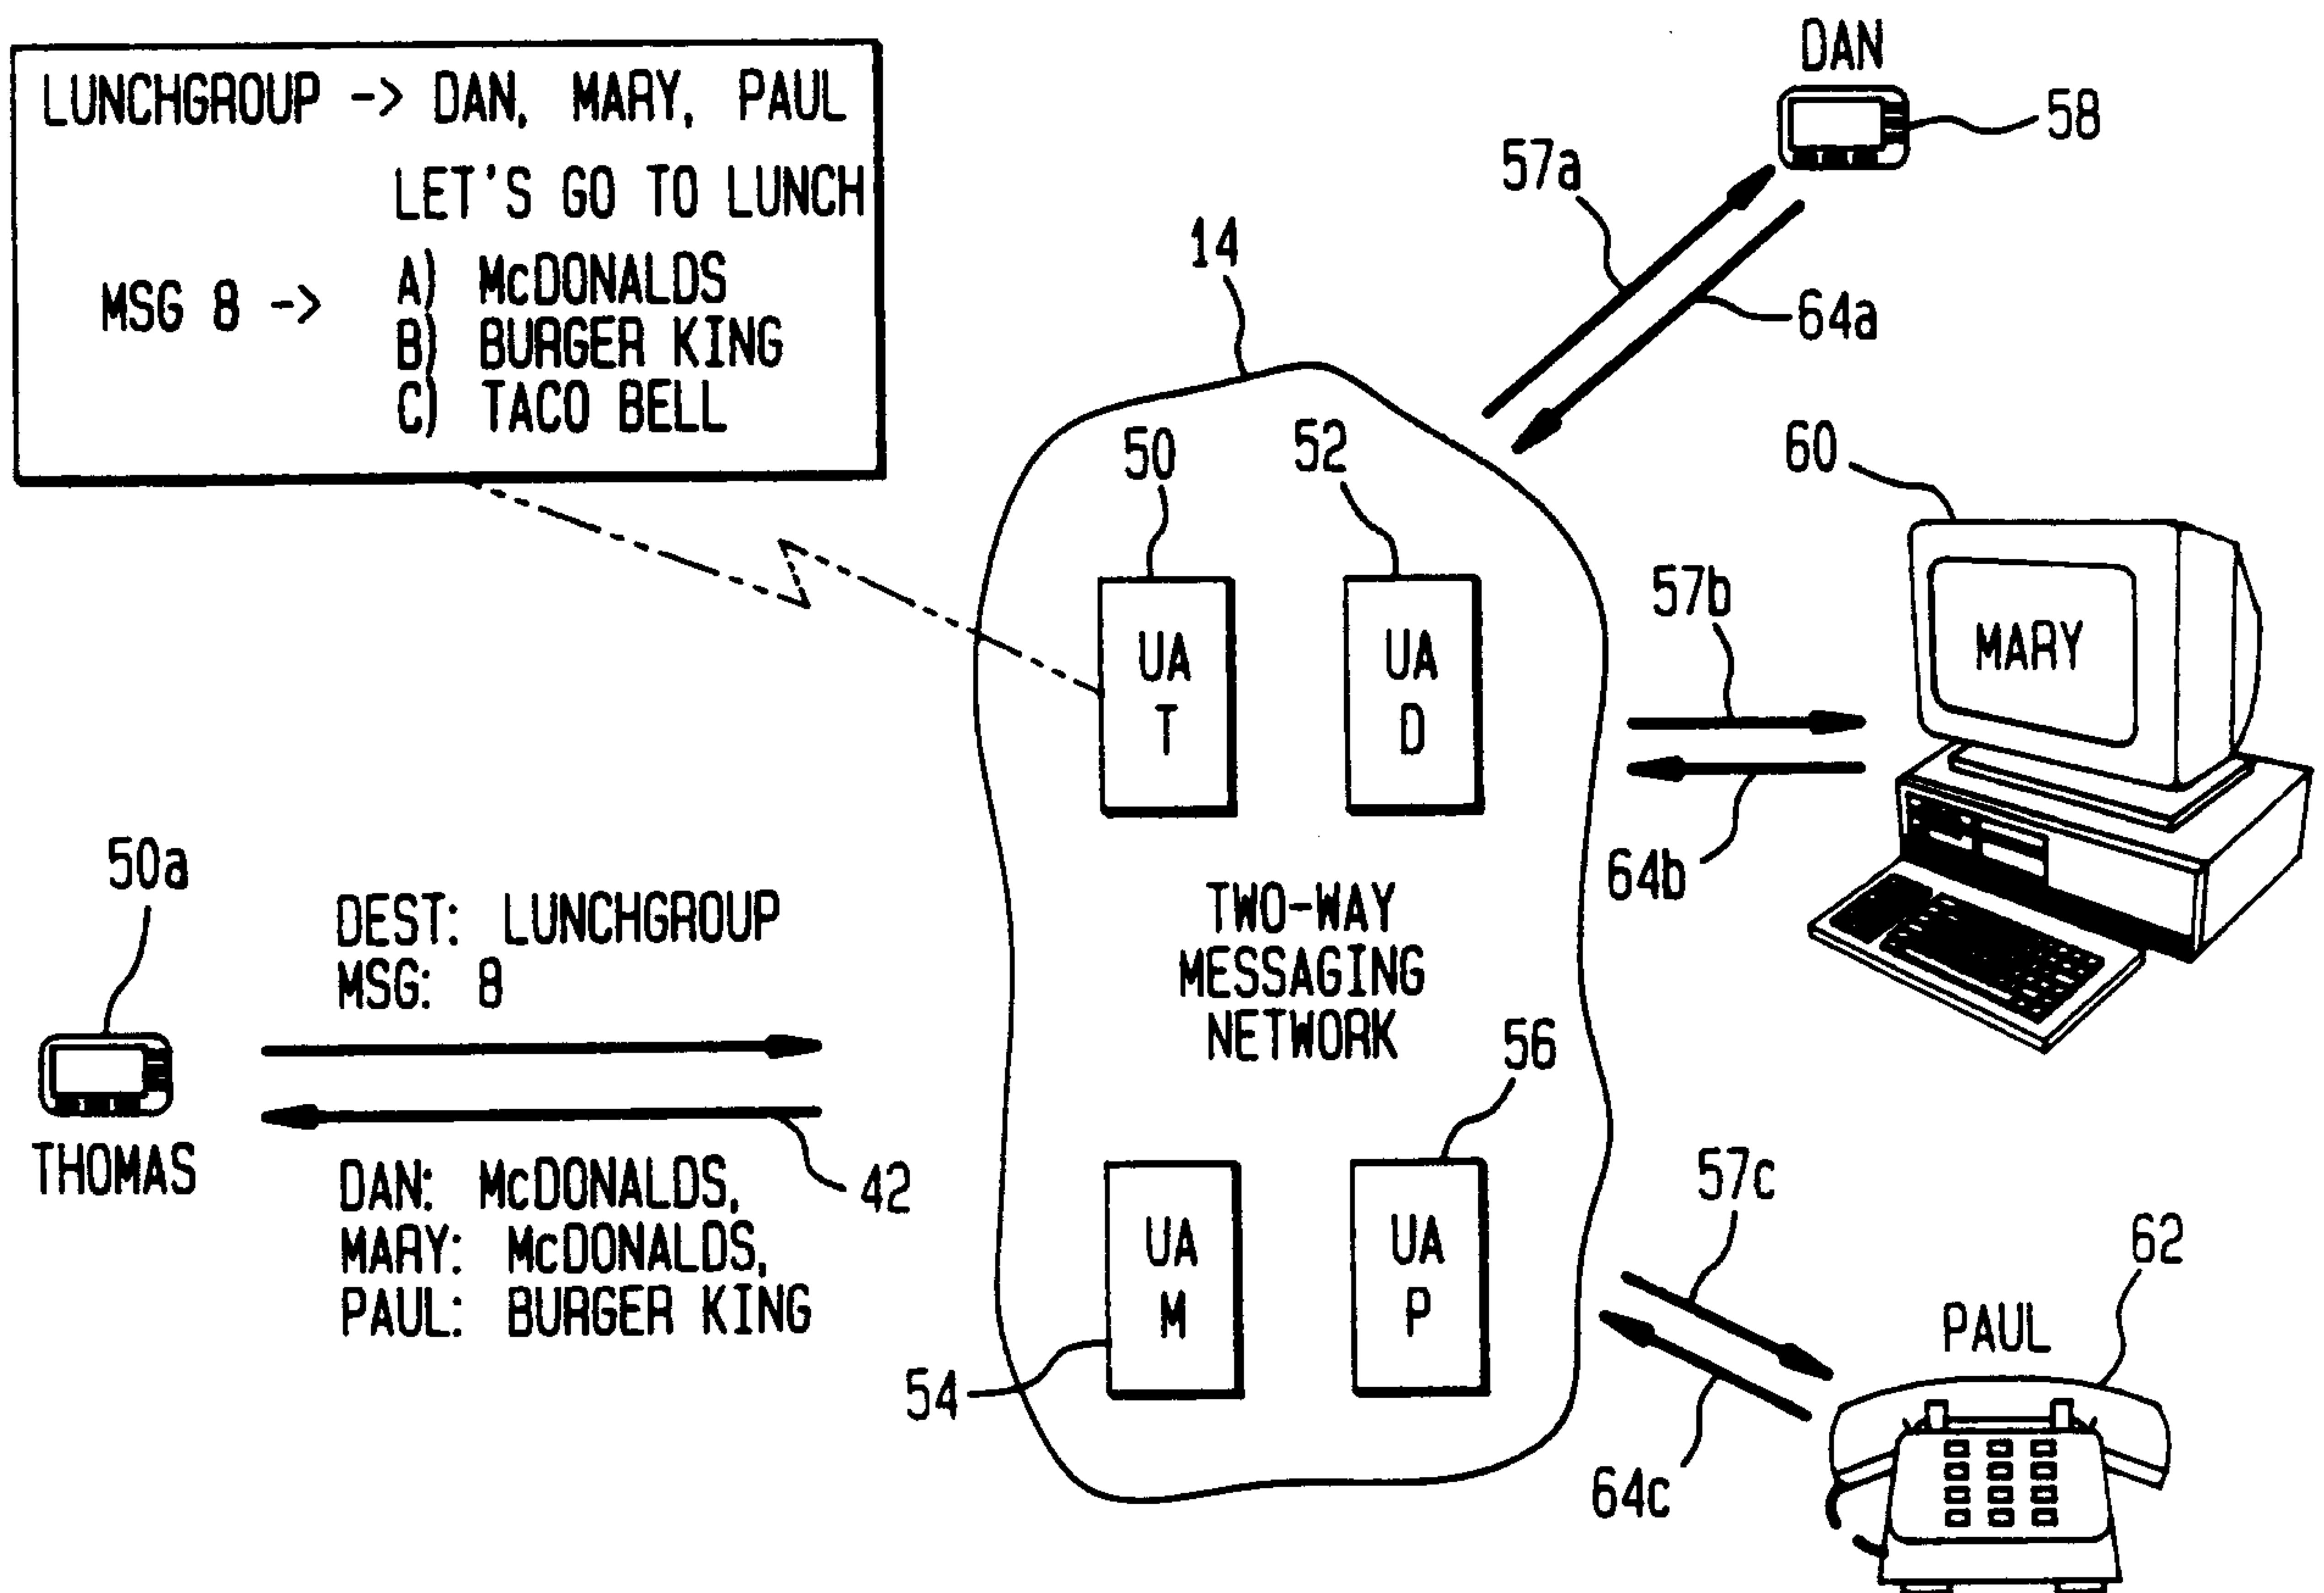 LUNCHGROUP -> DAN, MARY, PAUL
LET'S GO TO LUNCH
MSG 8 ->
A) McDONALDS
B) BURGER KING
C) TACO BELL
DAN
58
57a
64a
14
50
52
60
UA
T
UA
D
57b
MARY
64b
50a
DEST: LUNCHGROUP
MSG: 8
THOMAS
TWO-WAY
MESSAGING
NETWORK
56
42
DAN: McDONALDS,
MARY: McDONALDS,
PAUL: BURGER KING
UA
M
UA
P
54
57c
62
PAUL
64c